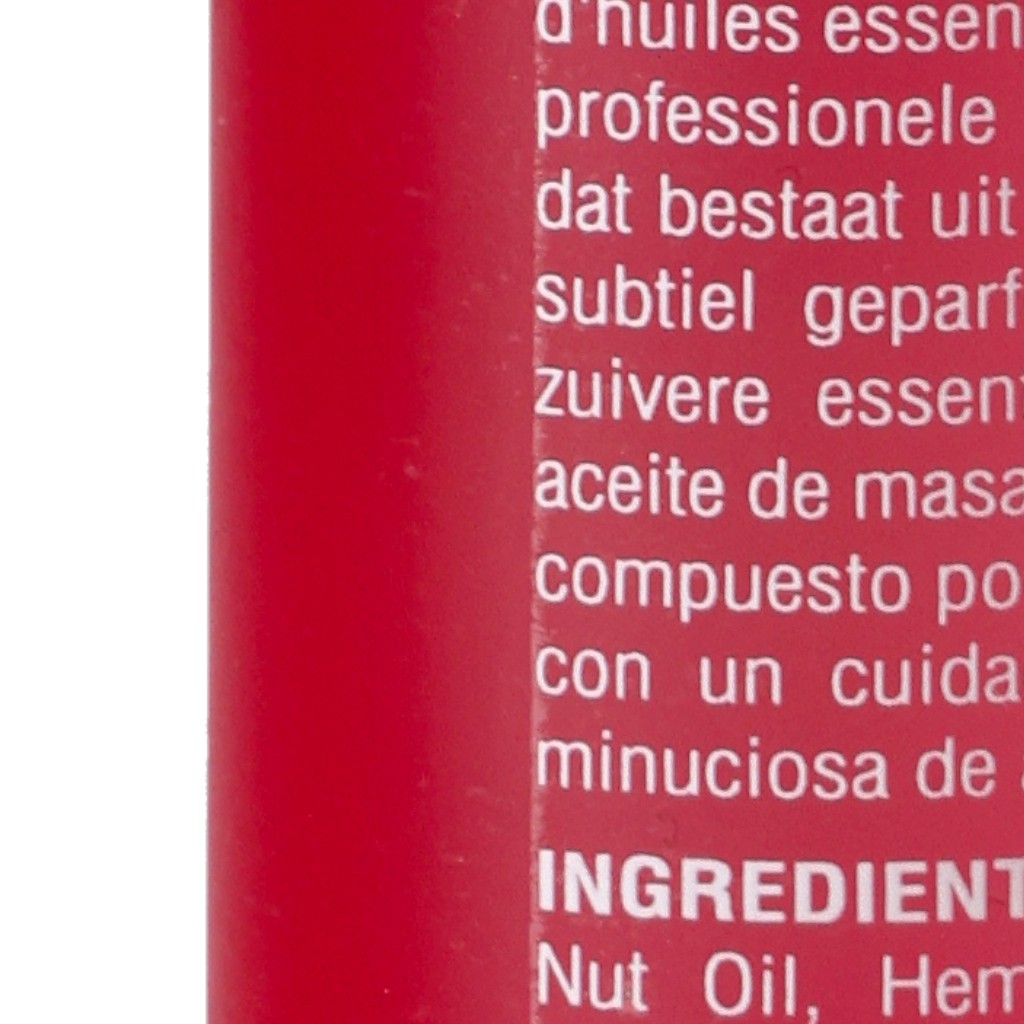 d'huiles essen
professionele
dat bestaat uit
subtiel geparf
zuivere essent
aceite de masa
compuesto po
con un cuida
minuciosa de
INGREDIENT
Nut Oil, Hem